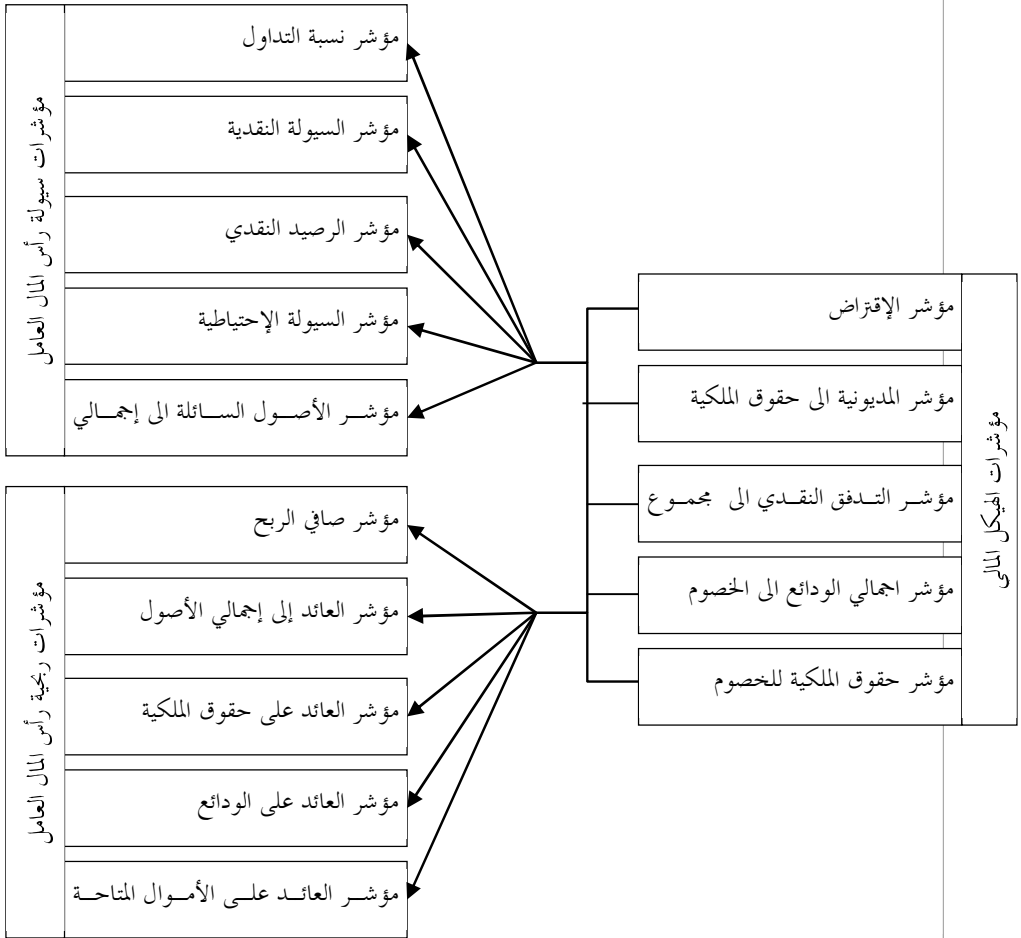 مؤشرات الهيكل المالي
مؤشر الإقتراض
مؤشر المديونية الى حقوق الملكية
مؤشـر التـدفق النقـدي الى مجمـوع
مؤشر اجمالي الودائع الى الخصوم
مؤشر حقوق الملكية للخصوم
مؤشرات سيولة رأس المال العامل
مؤشر نسبة التداول
مؤشر السيولة النقدية
مؤشر الرصيد النقدي
مؤشر السيولة الإحتياطية
مؤشـر الأصـول السـائلة الى إجمـالي
مؤشرات ربحية رأس المال العامل
مؤشر صافي الربح
مؤشر العائد إلى إجمالي الأصول
مؤشر العائد على حقوق الملكية
مؤشر العائد على الودائع
مؤشـر العائـد علـى الأمـوال المتاحـة